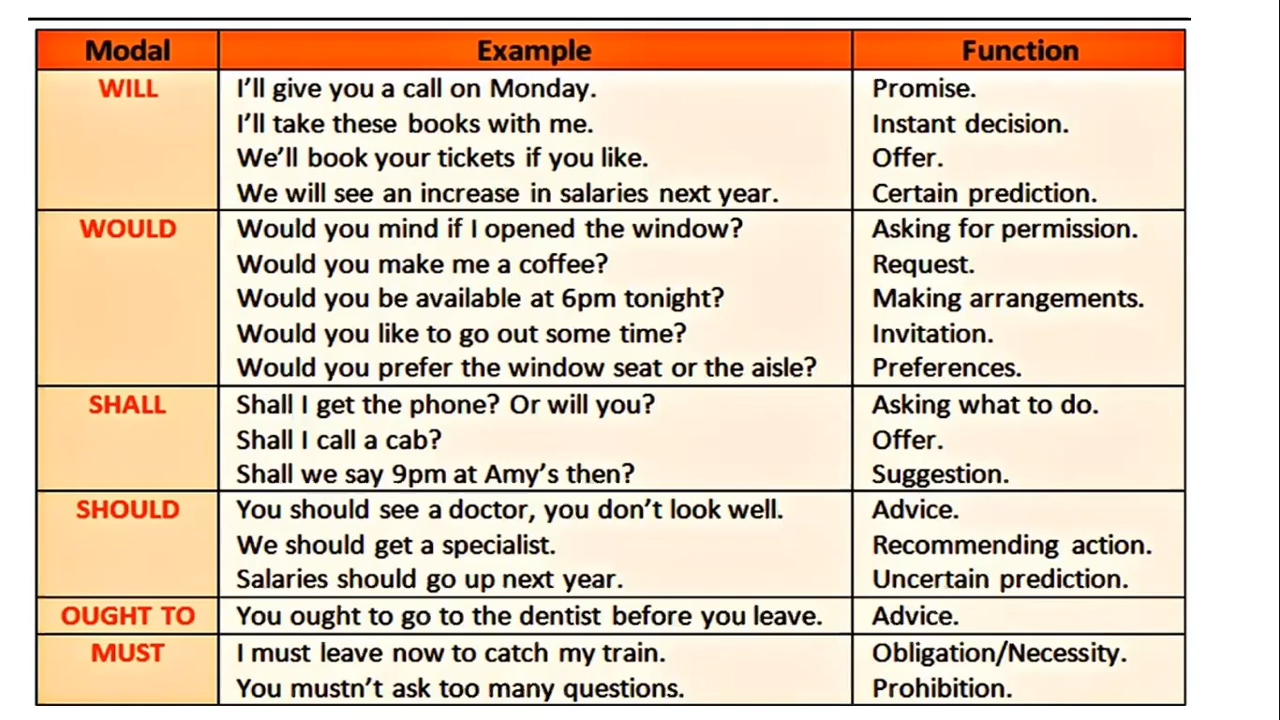 Modal Example Function
WILL I'll give you a call on Monday. Promise.
I'll take these books with me. Instant decision.
We'll book your tickets if you like. Offer.
We will see an increase in salaries next year. Certain prediction.
WOULD Would you mind if I opened the window? Asking for permission.
Would you make me a coffee? Request.
Would you be available at 6pm tonight? Making arrangements.
Would you like to go out some time? Invitation.
Would you prefer the window seat or the aisle? Preferences.
SHALL Shall I get the phone? Or will you? Asking what to do.
Shall I call a cab? Offer.
Shall we say 9pm at Amy's then? Suggestion.
SHOULD You should see a doctor, you don't look well. Advice.
We should get a specialist. Recommending action.
Salaries should go up next year. Uncertain prediction.
OUGHT TO You ought to go to the dentist before you leave. Advice.
MUST I must leave now to catch my train. Obligation/Necessity.
You mustn't ask too many questions. Prohibition.